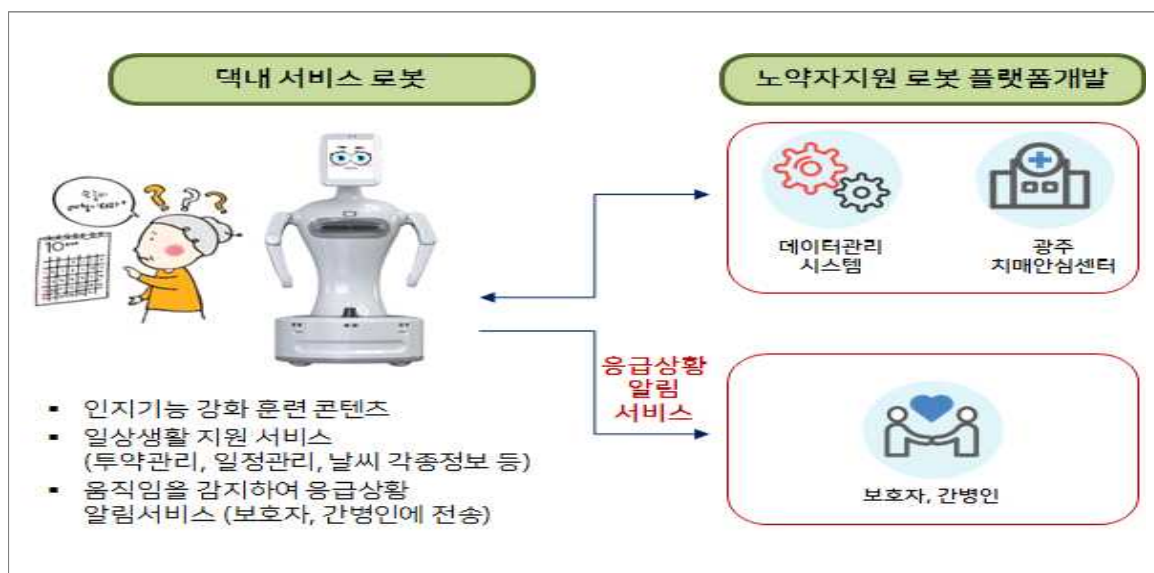 댁내 서비스 로봇
노약자지원 로봇 플랫폼개발
10
데이터관리
시스템
광주
치매안심센터
응급상황
알림
서비스
보호자, 간병인
▪ 인지기능 강화 훈련 콘텐츠
▪ 일상생활 지원 서비스
(투약관리, 일정관리, 날씨 각종정보 등)
▪ 움직임을 감지하여 응급상황
알림서비스 (보호자, 간병인에 전송)